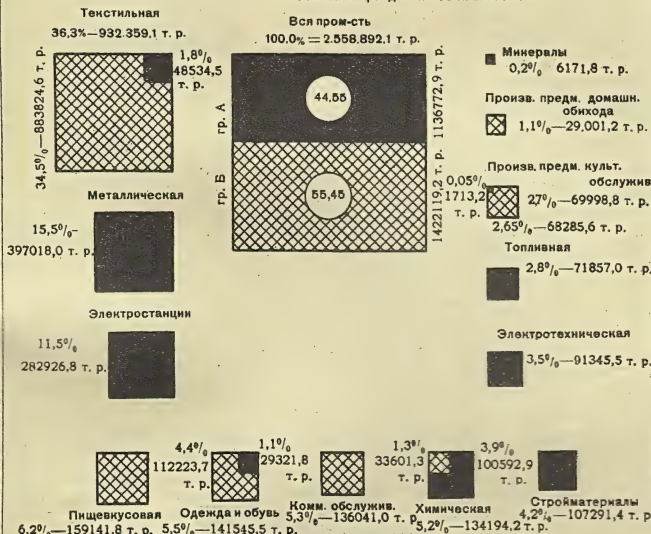 Текстильная
36,3%—932.359,1 т. р.
1,8%
48534,5
т. р.
34,5%—883824,6 т. р.
Вся пром-сть
100,0% = 2.558.892,1 т. р.
44,55
гр. А
1136772,9 т. р.
55,45
гр. Б
1422119,2 т. р.
Минералы
0,2% 6171,8 т. р.
Произв. предм. домашн.
обихода
1,1%—29.001,2 т. р.
Произв. предм. культ.
обслужив
0,05%
1713,2
т. р.
2,7%—69998,8 т. р.
2,65%—68285,6 т. р.
Металлическая
15,5%-
397018,0 т. р.
Топливная
2,8%—71857,0 т. р.
Электростанции
11,5%
282926,8 т. р.
Электротехническая
3,5%—91345,5 т. р.
4,4%
112223,7
т. р.
1,1%
29321,8
т. р.
1,3%
33601,3
т. р.
3,9%
100592,9
т. р.
Пищевкусовая
6,2%—159141,8 т. р.
Одежда и обувь
5,5%—141545,5 т. р.
Комм. обслужив.
5,3%—136041,0 т. р.
Химическая
5,2%—134194,2 т. р.
Стройматериалы
4,2%—107291,4 т. р.